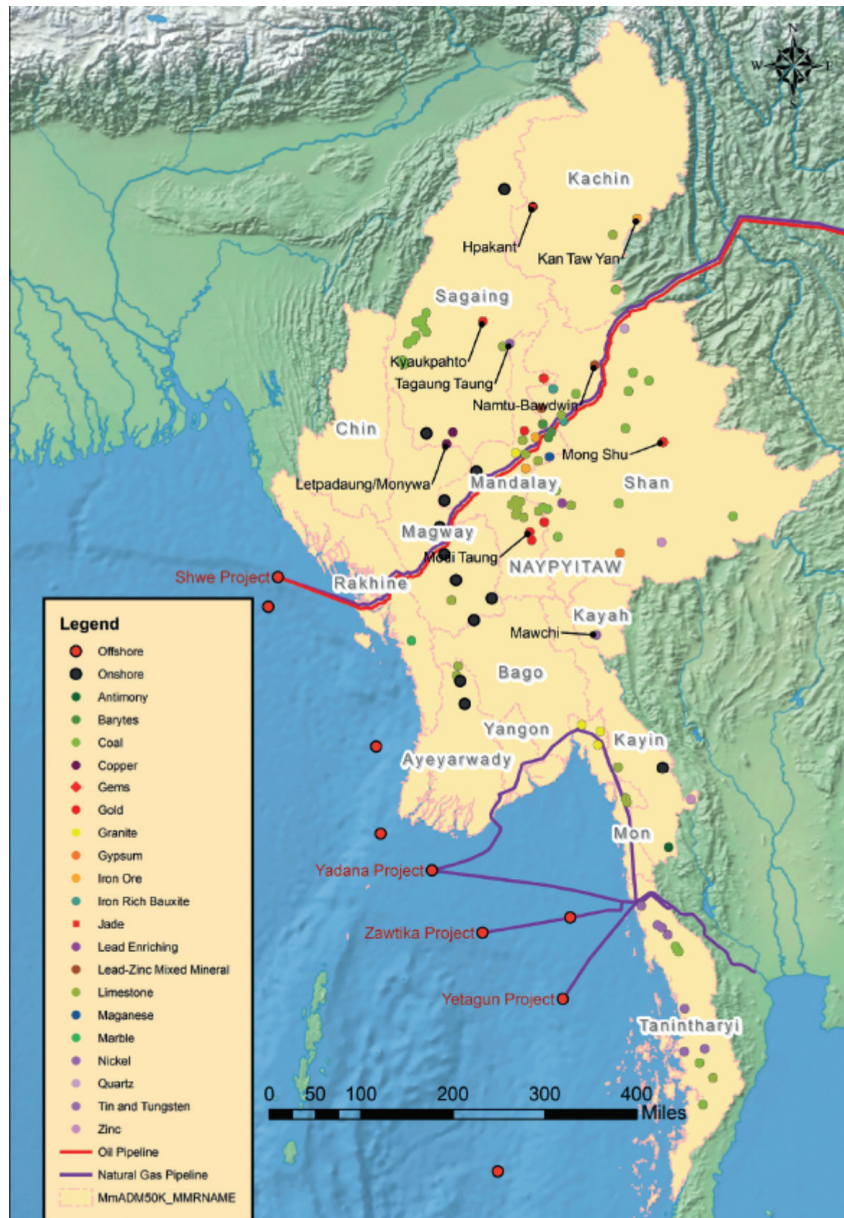 N
W E
S
Kachin
Hpakant
Kan Taw Yan
Sagaing
Kyaukpahto
Tagaung Taung
Namtu-Bawdwin
Chin
Mong Shu
Letpadaung/Monywa
Mandalay
Shan
Magway
Modi Taung
Shwe Project
Rakhine
NAYPYITAW
Kayah
Mawchi
Bago
Yangon
Kayin
Ayeyarwady
Mon
Yadana Project
Zawtika Project
Yetagun Project
Tanintharyi
0 50 100 200 300 400
Miles
Legend
Offshore
Onshore
Antimony
Barytes
Coal
Copper
Gems
Gold
Granite
Gypsum
Iron Ore
Iron Rich Bauxite
Jade
Lead Enriching
Lead-Zinc Mixed Mineral
Limestone
Maganese
Marble
Nickel
Quartz
Tin and Tungsten
Zinc
Oil Pipeline
Natural Gas Pipeline
MmADM50K_MMRNAME